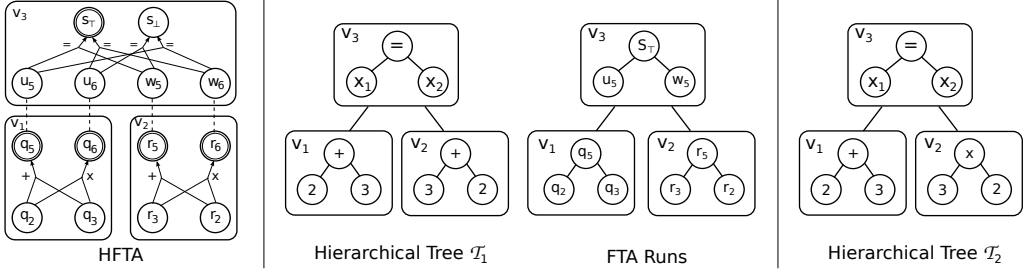 v₃ s⊤ s⊥
= = = =
u₅ u₆ w₅ w₆
v₁ v₂
q₅ q₆ r₅ r₆
+ x + x
q₂ q₃ r₃ r₂
HFTA
v₃
=
x₁ x₂
v₁ v₂
+ +
2 3 3 2
Hierarchical Tree 𝒯₁
v₃
s⊤
u₅ w₅
v₁ v₂
q₅ r₅
q₂ q₃ r₃ r₂
FTA Runs
v₃
=
x₁ x₂
v₁ v₂
+ x
2 3 3 2
Hierarchical Tree 𝒯₂